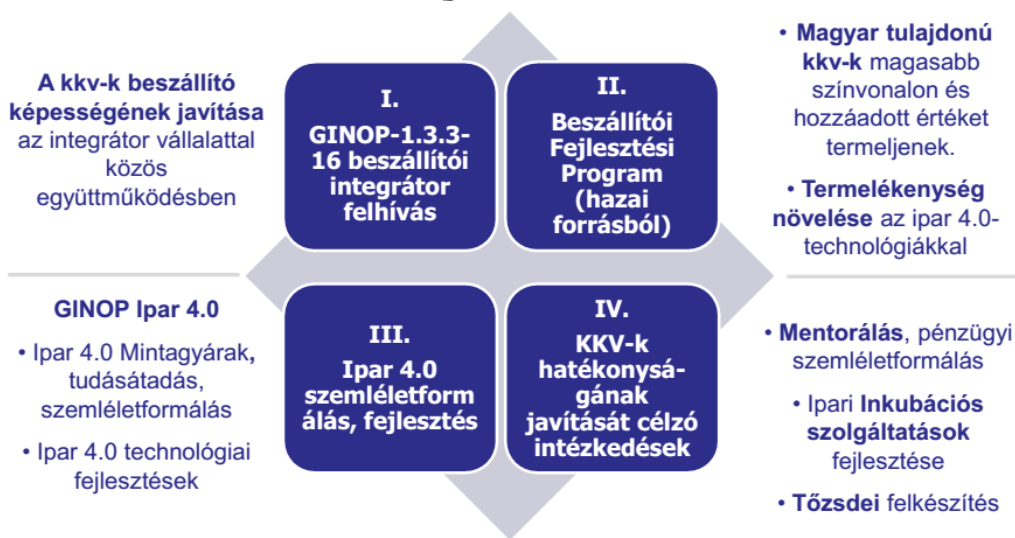 A kkv-k beszállító
képességének javítása
az integrátor vállalattal
közös
együttműködésben
I.
GINOP-1.3.3-
16 beszállítói
integrátor
felhívás
II.
Beszállítói
Fejlesztési
Program
(hazai
forrásból)
• Magyar tulajdonú
kkv-k magasabb
színvonalon és
hozzáadott értéket
termeljenek.
• Termelékenység
növelése az ipar 4.0-
technológiákkal
GINOP Ipar 4.0
• Ipar 4.0 Mintagyárak,
tudásátadás,
szemléletformálás
• Ipar 4.0 technológiai
fejlesztések
III.
Ipar 4.0
szemléletform
álás, fejlesztés
IV.
KKV-k
hatékonysá-
gának
javítását célzó
intézkedések
• Mentorálás, pénzügyi
szemléletformálás
• Ipari Inkubációs
szolgáltatások
fejlesztése
• Tőzsdei felkészítés